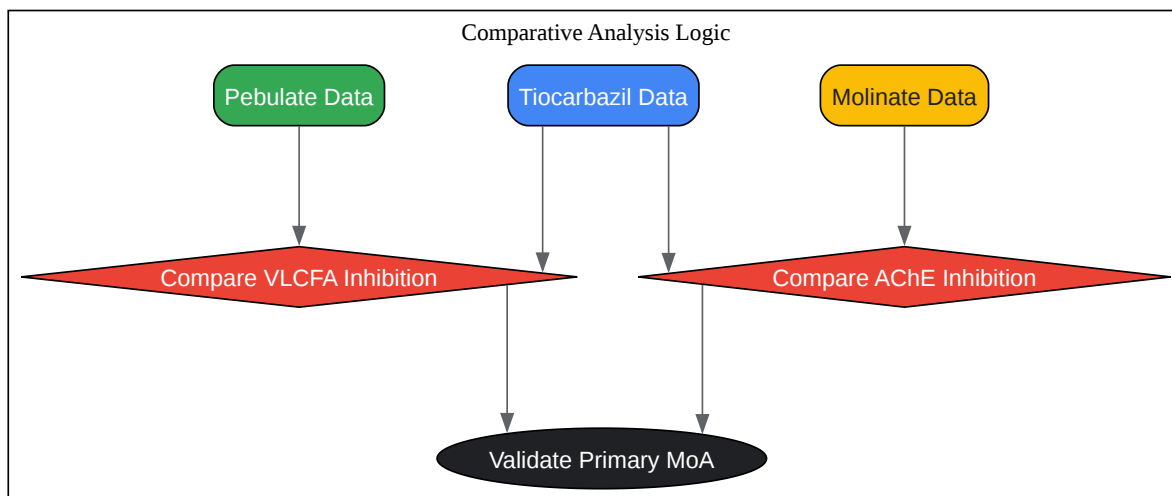 Comparative Analysis Logic
Pebulate Data
Tiocarbazil Data
Molinate Data
Compare VLCFA Inhibition
Compare AChE Inhibition
Validate Primary MoA